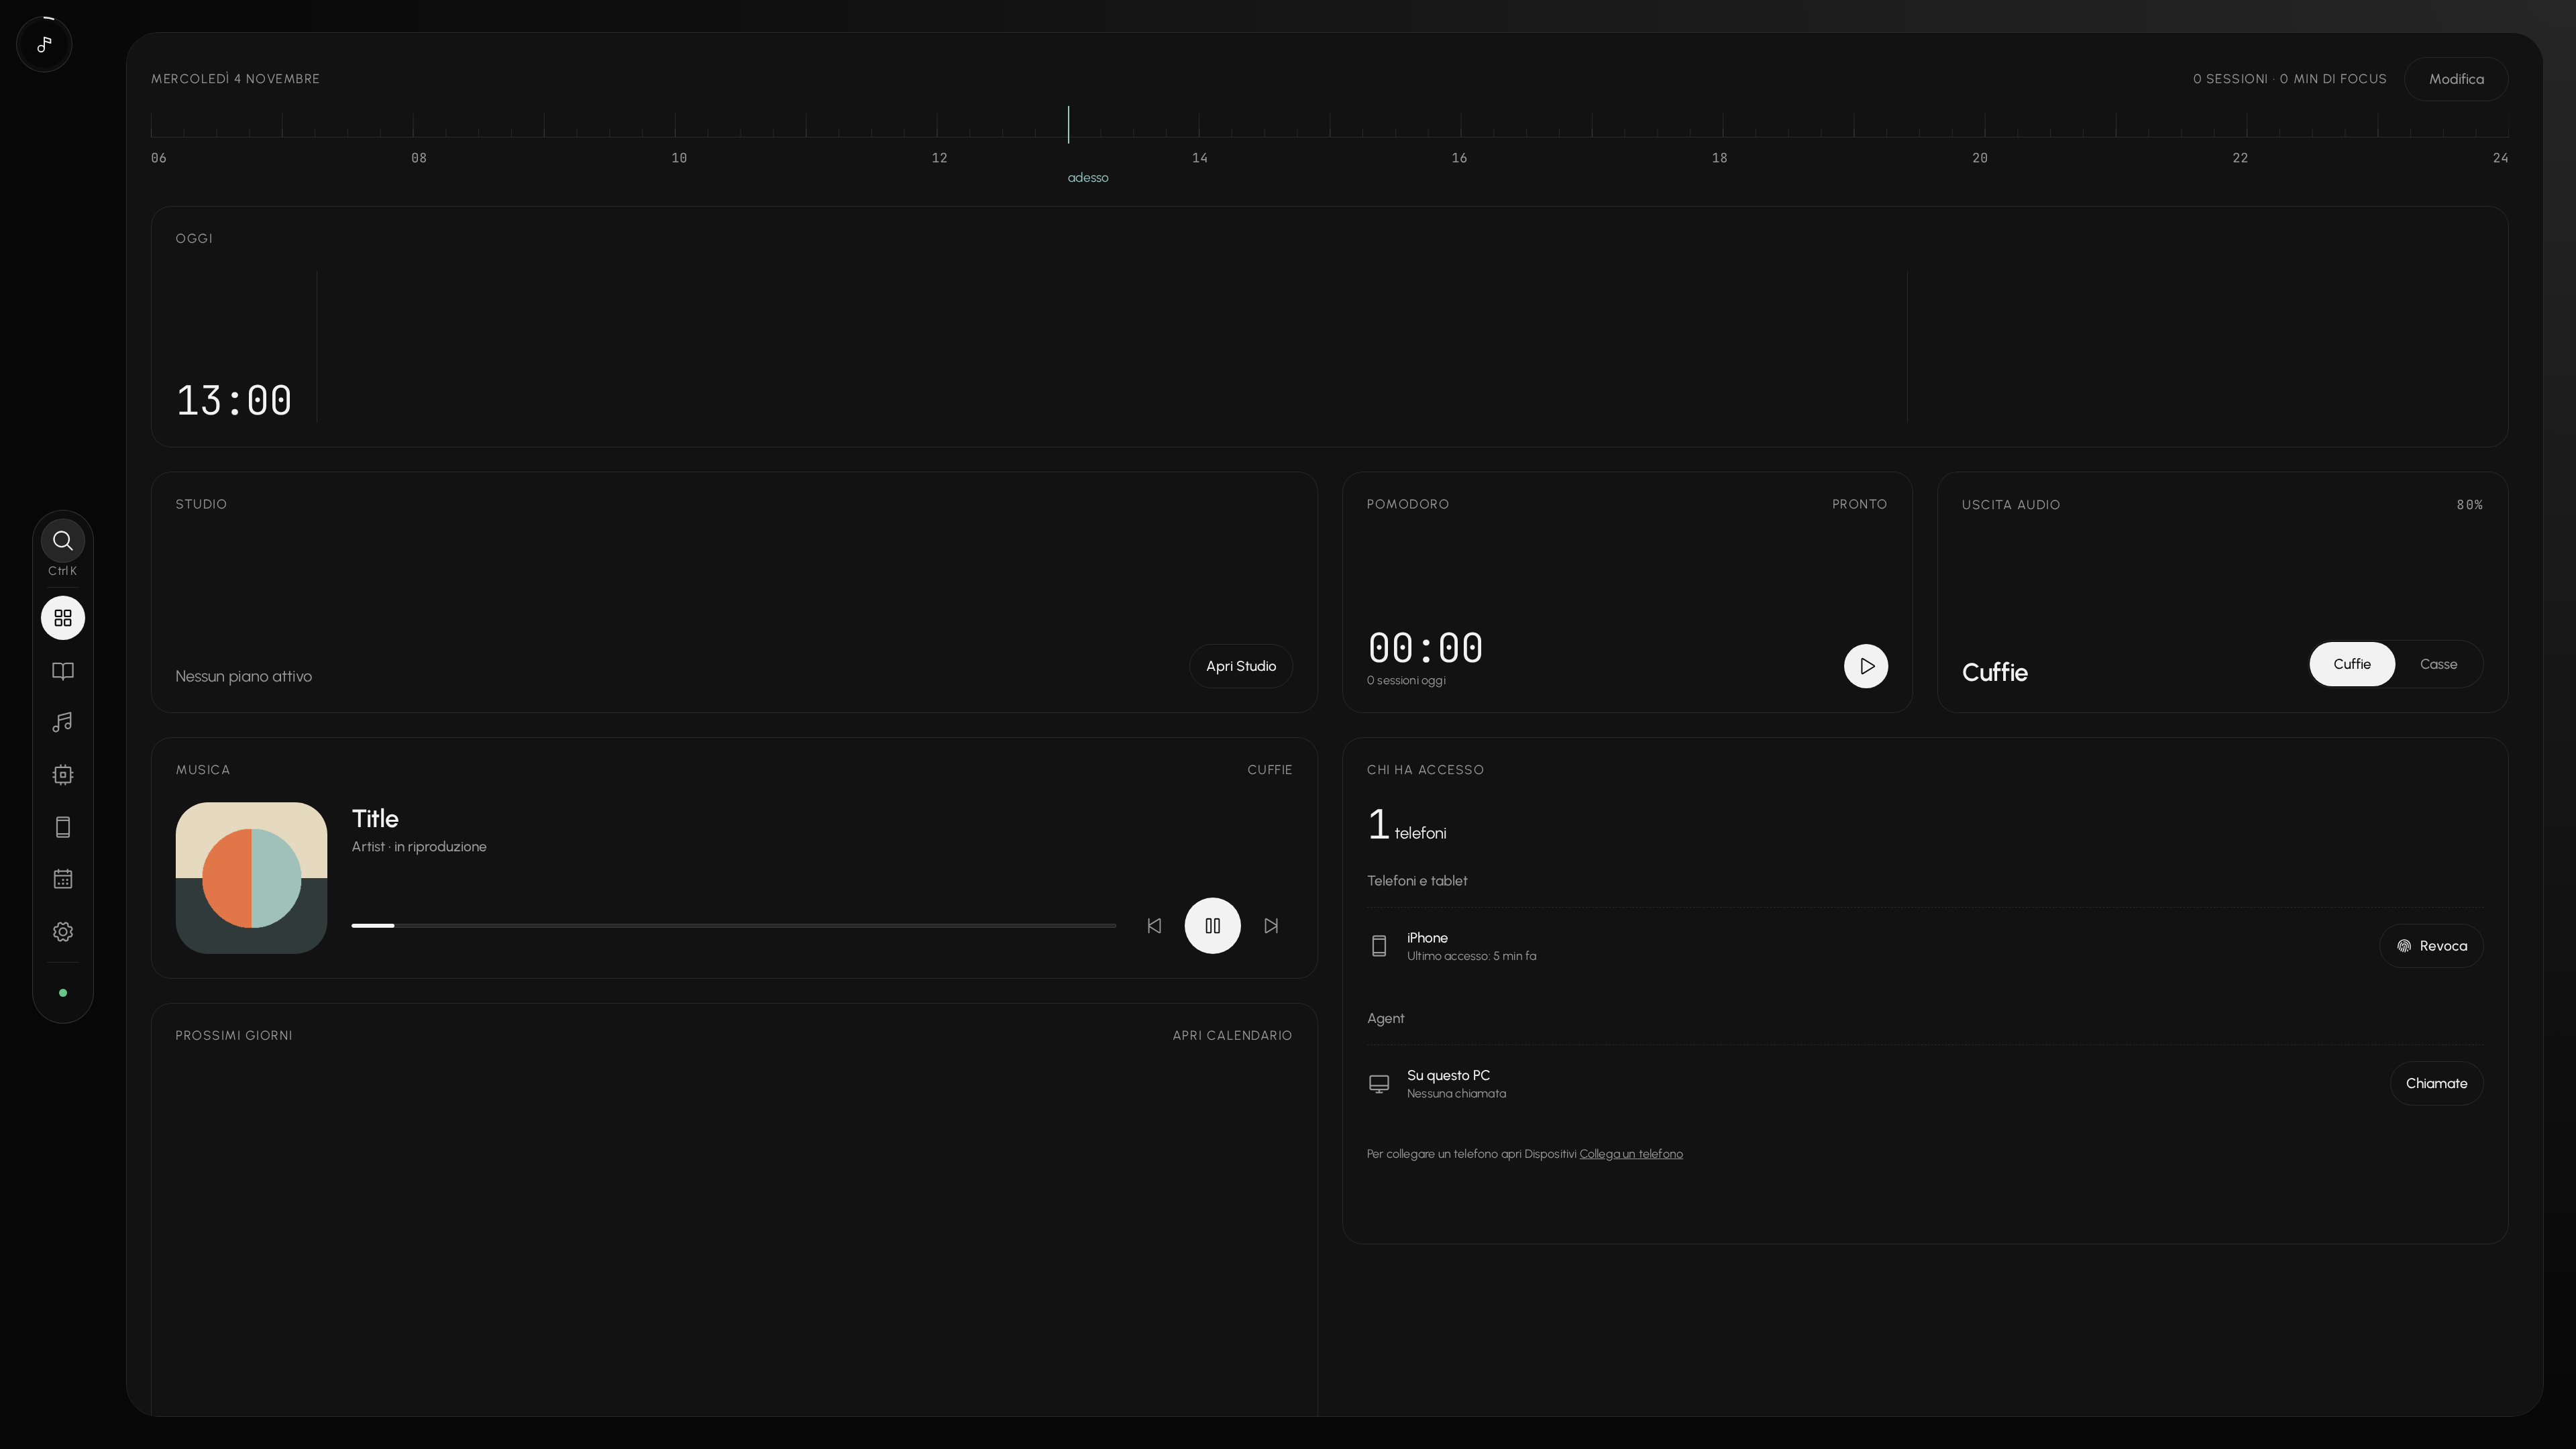 MERCOLEDÌ 4 NOVEMBRE
0 SESSIONI · 0 MIN DI FOCUS
Modifica
06 08 10 12 14 16 18 20 22 24
adesso
OGGI
13:00
STUDIO
Nessun piano attivo
Apri Studio
POMODORO
PRONTO
00:00
0 sessioni oggi
USCITA AUDIO
80%
Cuffie
Cuffie
Casse
Ctrl K
MUSICA
CUFFIE
Title
Artist · in riproduzione
CHI HA ACCESSO
1 telefoni
Telefoni e tablet
iPhone
Ultimo accesso: 5 min fa
Revoca
Agent
Su questo PC
Nessuna chiamata
Chiamate
Per collegare un telefono apri Dispositivi Collega un telefono
PROSSIMI GIORNI
APRI CALENDARIO